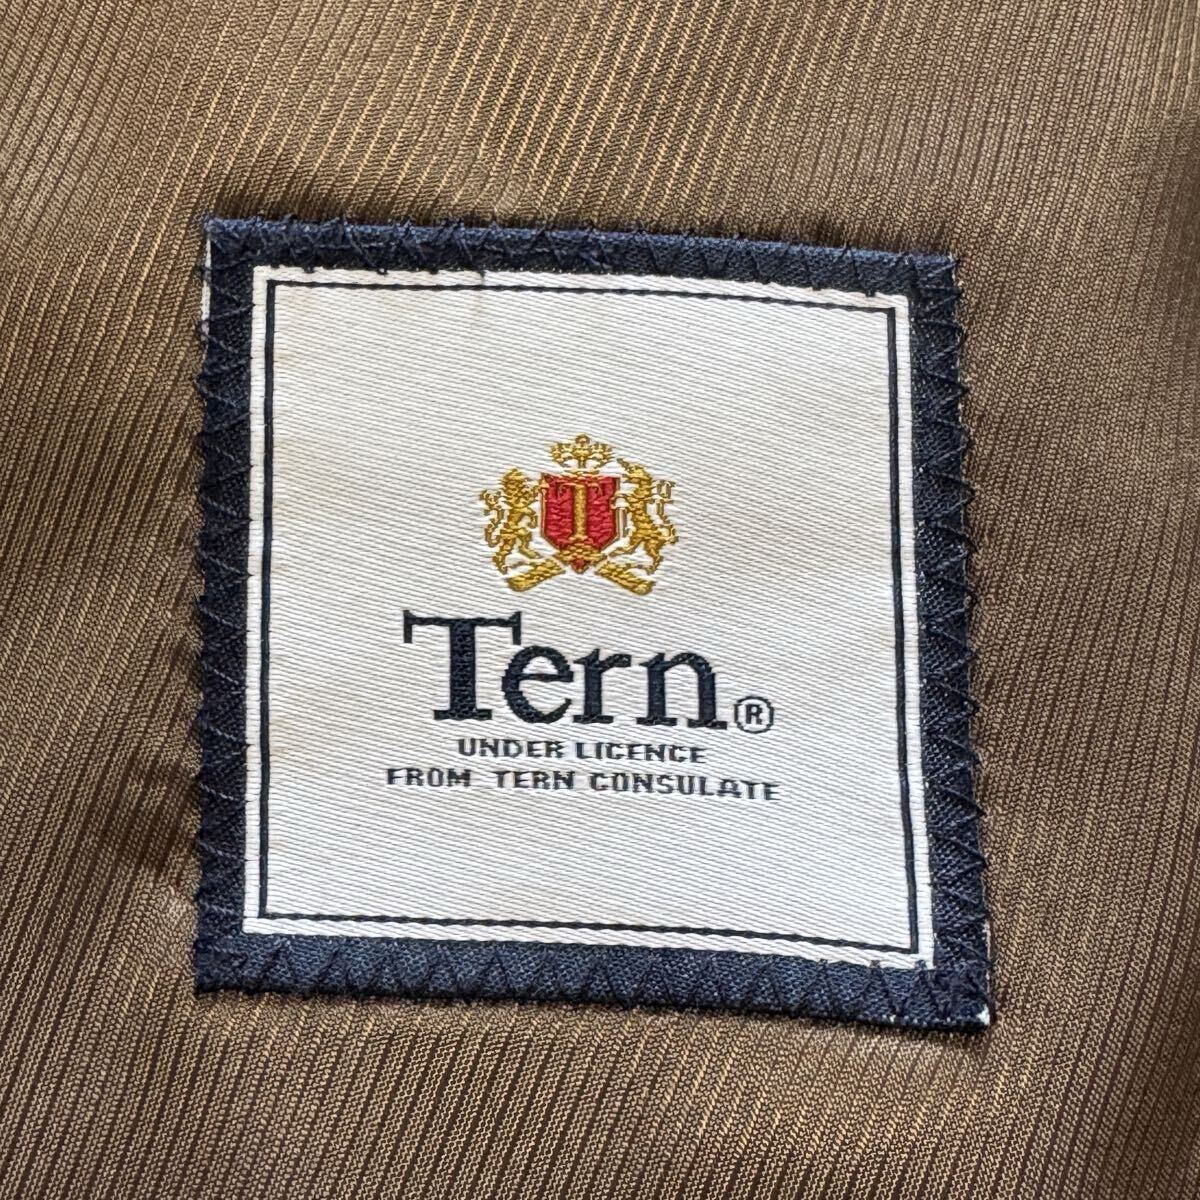 T
Tern®
UNDER LICENCE
FROM TERN CONSULATE